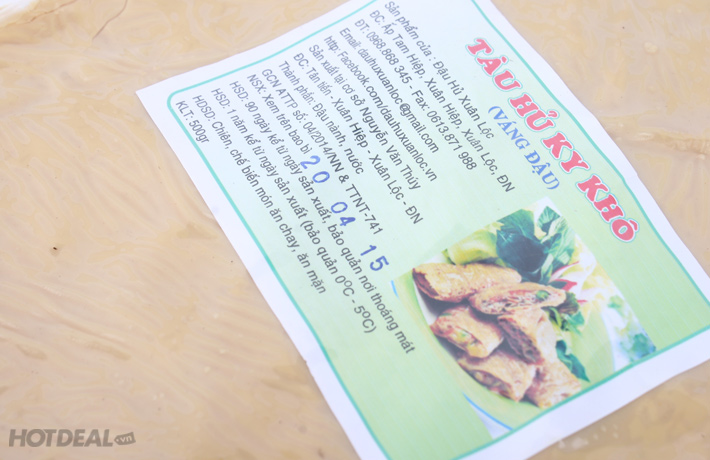 TÀU HỦ KY KHÔ
(VÁNG ĐẬU)
Sản phẩm của : Đậu Hủ Xuân Lộc
ĐC: Ấp Tam Hiệp, Xuân Hiệp, Xuân Lộc, ĐN
ĐT: 0968.868 345 - Fax: 0613.871 988
Email: dauhuxuanloc@gmail.com
http: Facebook.com/dauhuxuanloc.vn
Sản xuất tại cơ sở Nguyễn Văn Thủy
ĐC: Tân tiến - Xuân Hiệp - Xuân Lộc - ĐN
Thành phần: Đậu nành, nước
GCN ATTP số: 04/2014/NN & TTNT-741
NSX: Xem trên bao bì 20 04 15
HSD: 90 ngày kể từ ngày sản xuất, bảo quản nơi thoáng mát
HSD: 1 năm kể từ ngày sản xuất (bảo quản 0ºC - 5ºC)
HDSD: Chiên, chế biến món ăn chay, ăn mặn
KLT: 500gr
HOTDEAL.vn